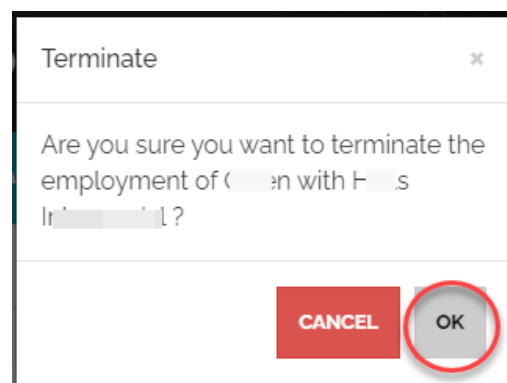 Terminate
×
Are you sure you want to terminate the
employment of with
?
CANCEL
OK